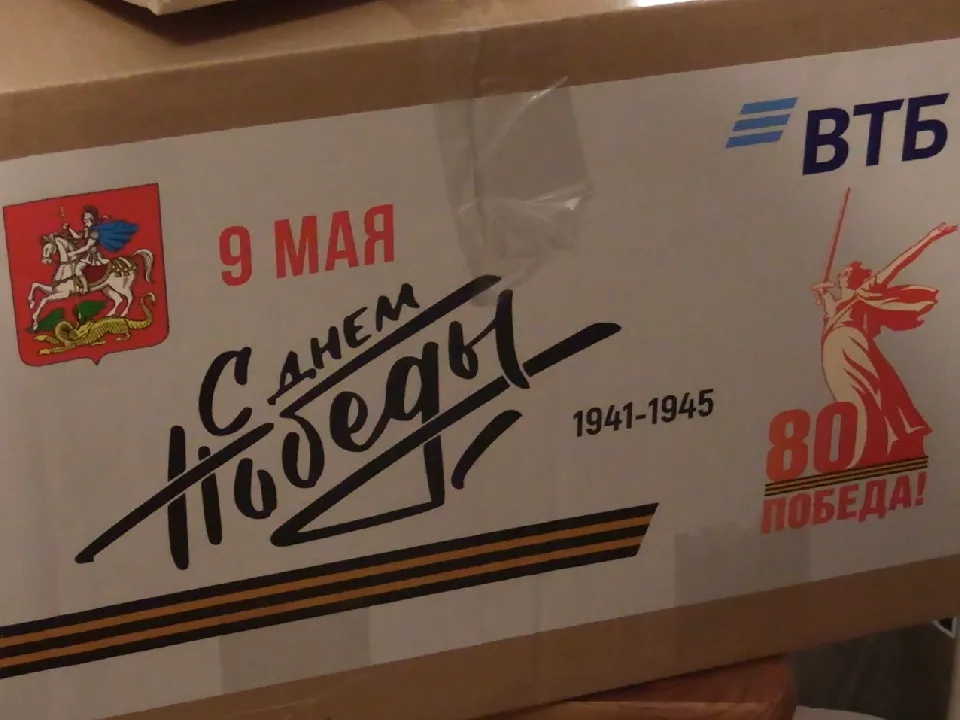 ВТБ
9 МАЯ
С ДНЕМ
Победы
1941-1945
80
ПОБЕДА!